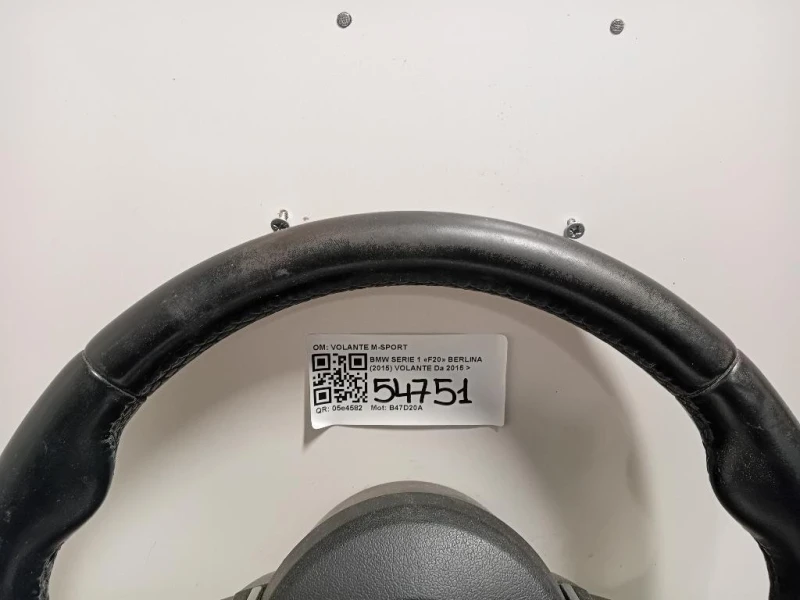 OM: VOLANTE M-SPORT
BMW SERIE 1 «F20» BERLINA
(2015) VOLANTE Da 2015 >
54751
QR: 05e4582 Mot: B47D20A